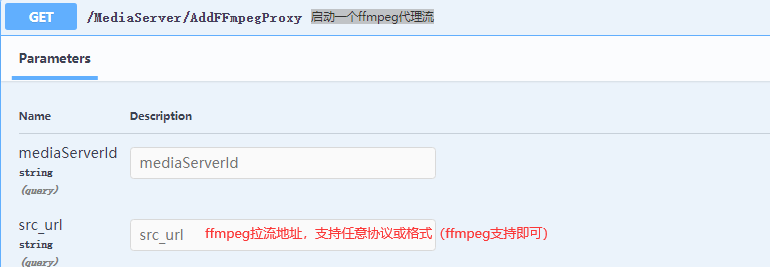 GET /MediaServer/AddFFmpegProxy 启动一个ffmpeg代理流
Parameters
Name Description
mediaServerId mediaServerId
string
(query)
src_url src_url ffmpeg拉流地址，支持任意协议或格式（ffmpeg支持即可）
string
(query)